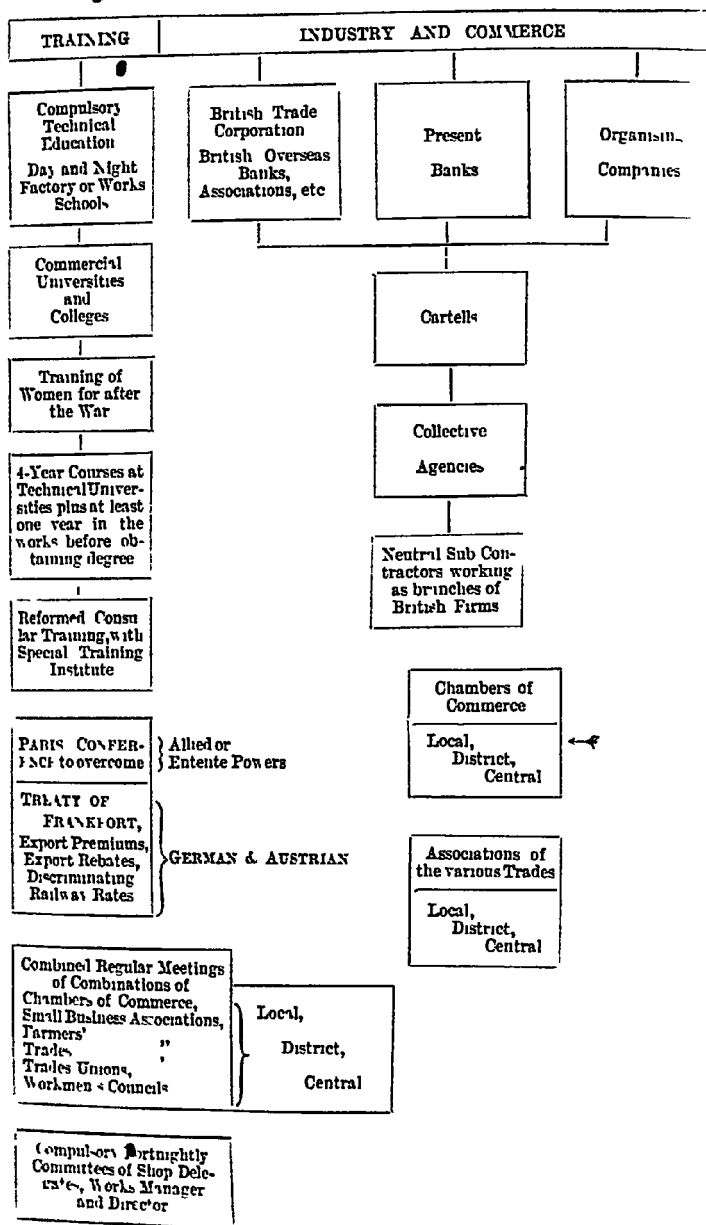 TRAINING
INDUSTRY AND COMMERCE
Compulsory
Technical
Education
Day and Night
Factory or Works
Schools
British Trade
Corporation
British Overseas
Banks,
Associations, etc
Present
Banks
Companies
Commercial
Universities
and
Colleges
Cartells
Training of
Women for after
the War
Collective
Agencies
4-Year Courses at
Technical Univer-
sities plus at least
one year in the
works before ob-
taining degree
Neutral Sub Con-
tractors working
as branches of
British Firms
Reformed Consu
lar Training, with
Special Training
Institute
Chambers of
Commerce
Local,
District,
Central
PARIS CONFER-
ENCE to overcome
Allied or
Entente Powers
TREATY OF
FRANKFORT,
Export Premiums,
Export Rebates,
Discriminating
Railway Rates
GERMAN & AUSTRIAN
Associations of
the various Trades
Local,
District,
Central
Combined Regular Meetings
of Combinations of
Chambers of Commerce,
Small Business Associations,
Farmers'
Trades "
Trades Unions,
Workmen s Councils
Local,
District,
Central
Compulsory Fortnightly
Committees of Shop Dele-
gates, Works Manager
and Director